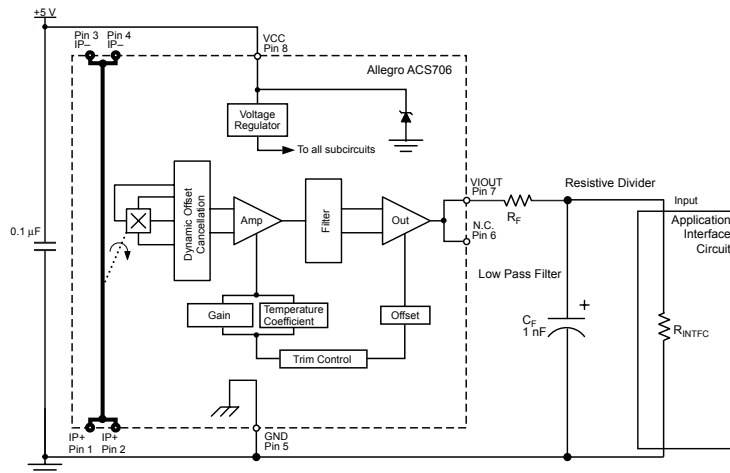 +5 V
Pin 3 Pin 4
IP– IP–
VCC
Pin 8
Allegro ACS706
Voltage
Regulator
To all subcircuits
VIOUT
Pin 7
Resistive Divider
Input
RF
Application
Interface
Circuit
Dynamic Offset
Cancellation
Amp
Filter
Out
N.C.
Pin 6
0.1 µF
Low Pass Filter
Gain
Temperature
Coefficient
Offset
CF
1 nF
RINTFC
Trim Control
IP+ IP+
Pin 1 Pin 2
GND
Pin 5